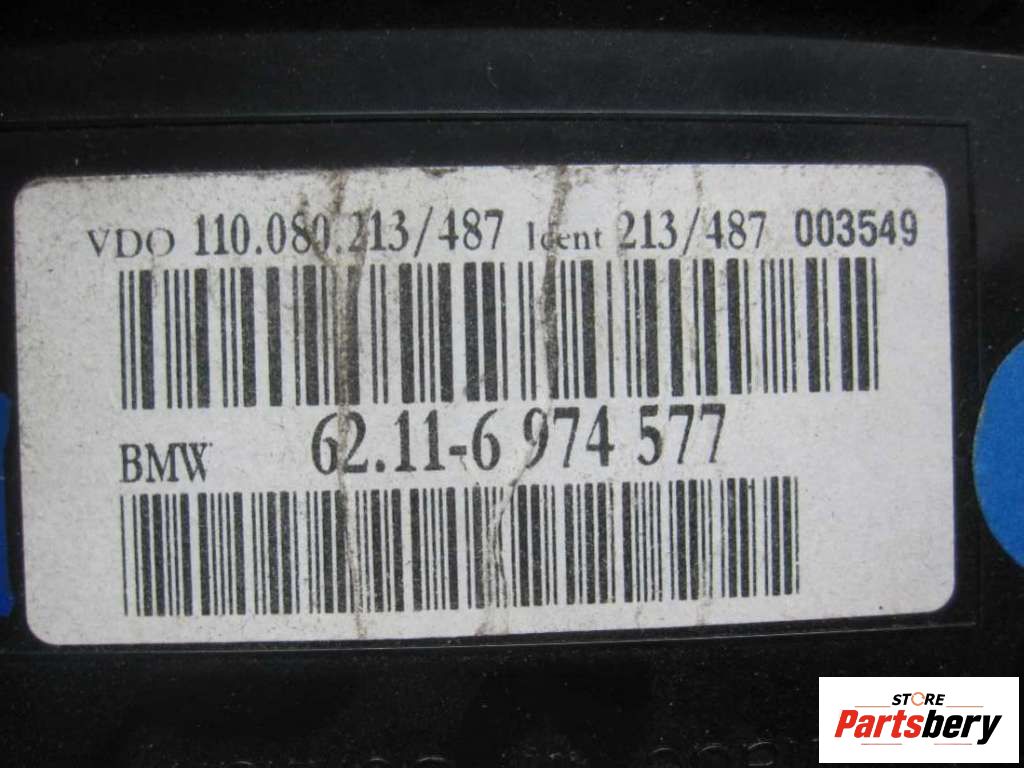 VDO 110.080.213/487 Ident 213/487 003549
BMW 62.11-6 974 577
STORE
Partsbery